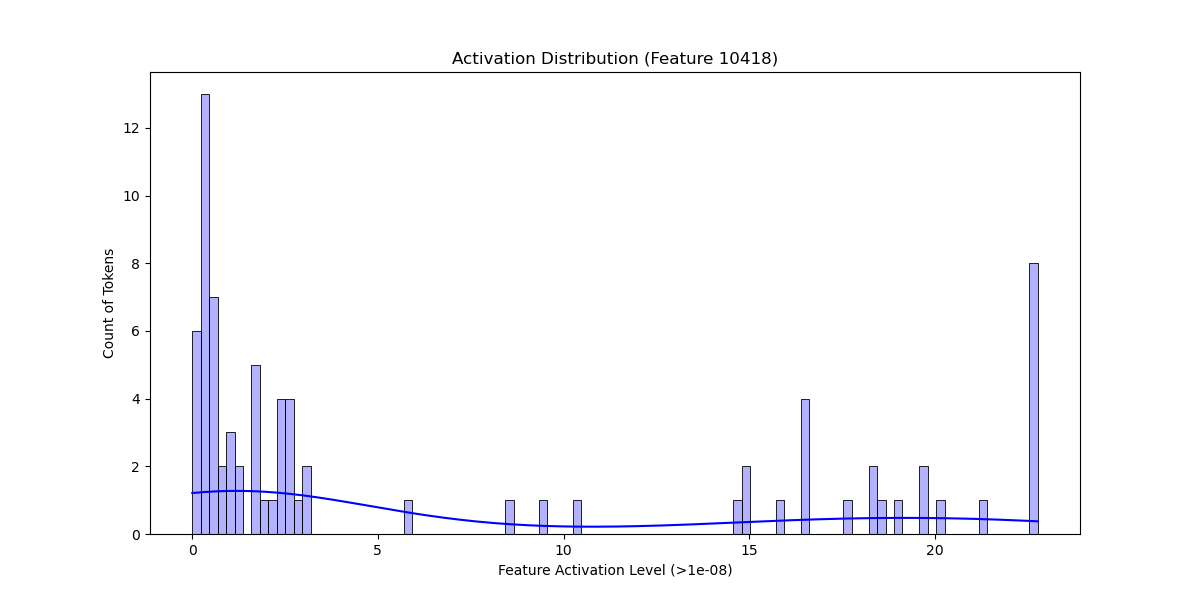 Activation Distribution (Feature 10418)
Count of Tokens
12
10
8
6
4
2
0
0 5 10 15 20
Feature Activation Level (>1e-08)